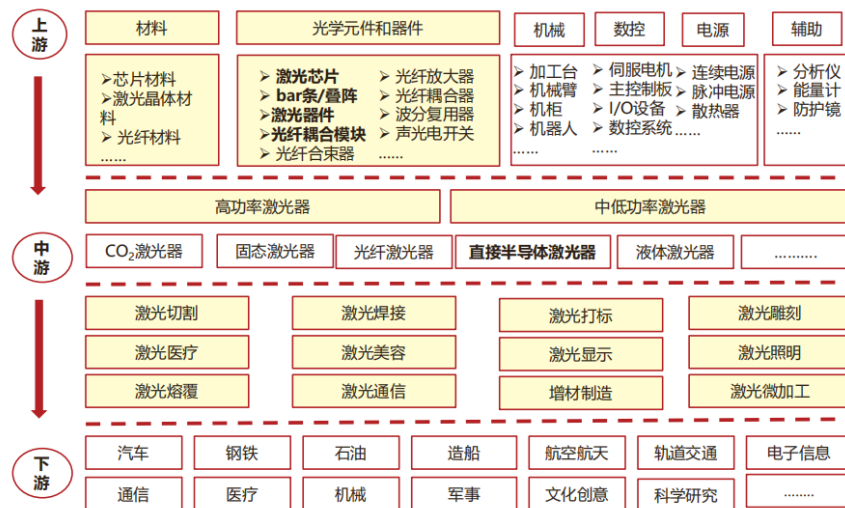 上游
材料
光学元件和器件
机械
数控
电源
辅助
➢芯片材料
➢激光晶体材
料
➢ 光纤材料
……
➢ 激光芯片
➢ bar条/叠阵
➢激光器件
➢光纤耦合模块
➢光纤合束器
➢ 光纤放大器
➢ 光纤耦合器
➢ 波分复用器
➢ 声光电开关
……
➢ 加工台
➢ 机械臂
➢ 机柜
➢ 机器人
……
➢ 伺服电机
➢ 主控制板
➢ I/O设备
➢ 数控系统
……
➢ 连续电源
➢ 脉冲电源
➢ 散热器
……
➢ 分析仪
➢ 能量计
➢ 防护镜
……
高功率激光器
中低功率激光器
中游
CO₂激光器
固态激光器
光纤激光器
直接半导体激光器
液体激光器
……….
激光切割
激光焊接
激光打标
激光雕刻
激光医疗
激光美容
激光显示
激光照明
激光熔覆
激光通信
增材制造
激光微加工
下游
汽车
钢铁
石油
造船
航空航天
轨道交通
电子信息
通信
医疗
机械
军事
文化创意
科学研究
........